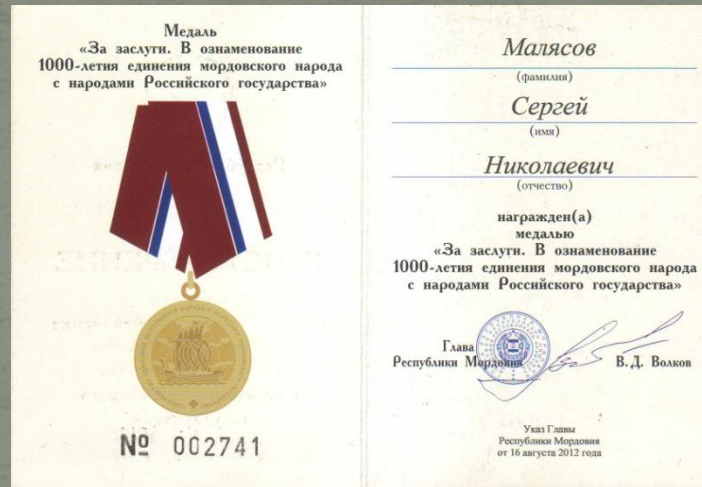 Медаль
«За заслуги. В ознаменование
1000-летия единения мордовского народа
с народами Российского государства»
№ 002741
Малясов
(фамилия)
Сергей
(имя)
Николаевич
(отчество)
награжден(а)
медалью
«За заслуги. В ознаменование
1000-летия единения мордовского народа
с народами Российского государства»
Глава
Республики Мордовия
В. Д. Волков
Указ Главы
Республики Мордовия
от 16 августа 2012 года